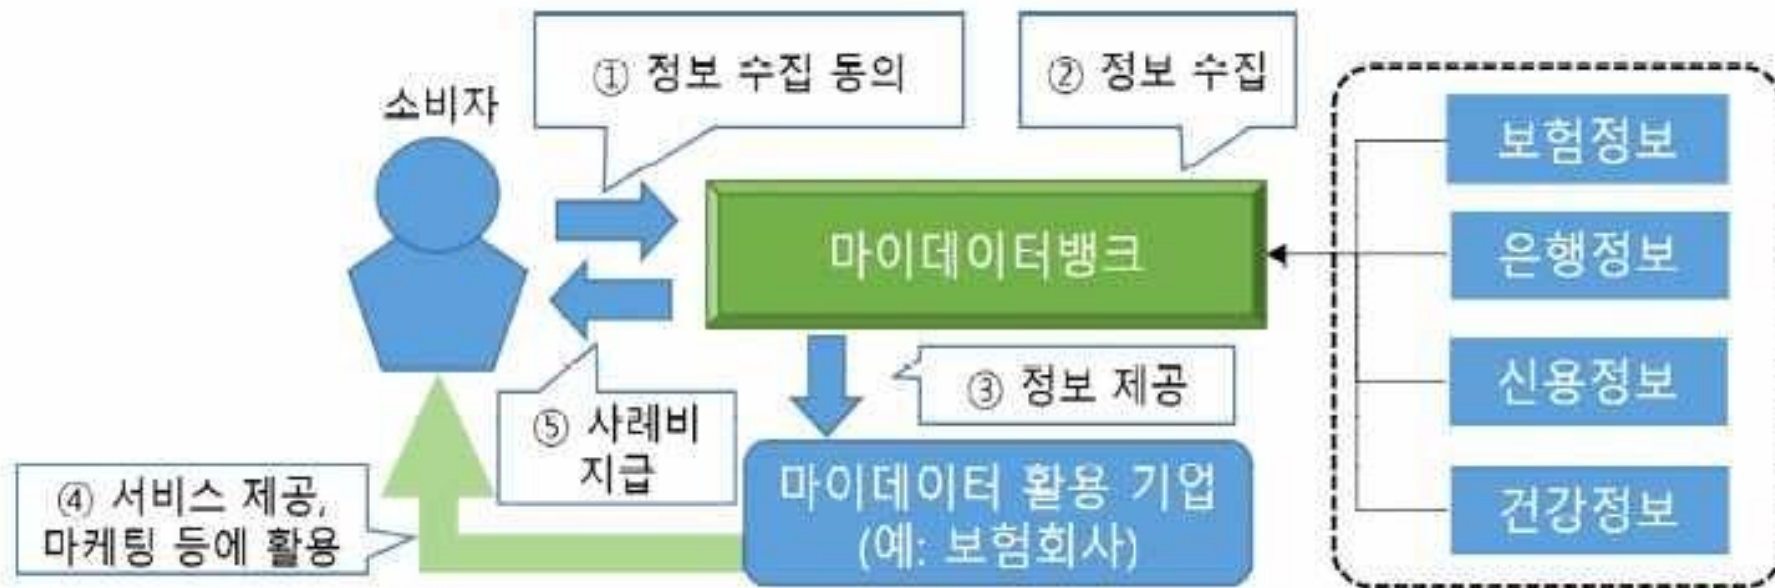 ① 정보 수집 동의
② 정보 수집
소비자
보험정보
마이데이터뱅크
은행정보
③ 정보 제공
신용정보
⑤ 사례비
지급
마이데이터 활용 기업
(예: 보험회사)
④ 서비스 제공,
마케팅 등에 활용
건강정보